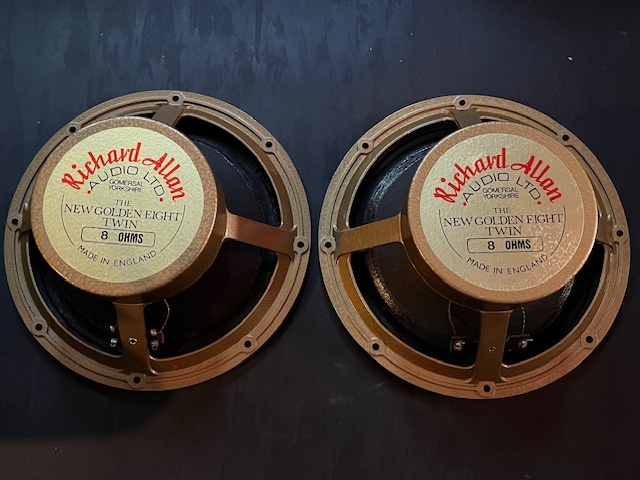 Richard Allan
AUDIO LTD.
GOMERSAL
YORKSHIRE
THE
NEW GOLDEN EIGHT
TWIN
8 OHMS
MADE IN ENGLAND
Richard Allan
AUDIO LTD.
GOMERSAL
YORKSHIRE
THE
NEW GOLDEN EIGHT
TWIN
8 OHMS
MADE IN ENGLAND